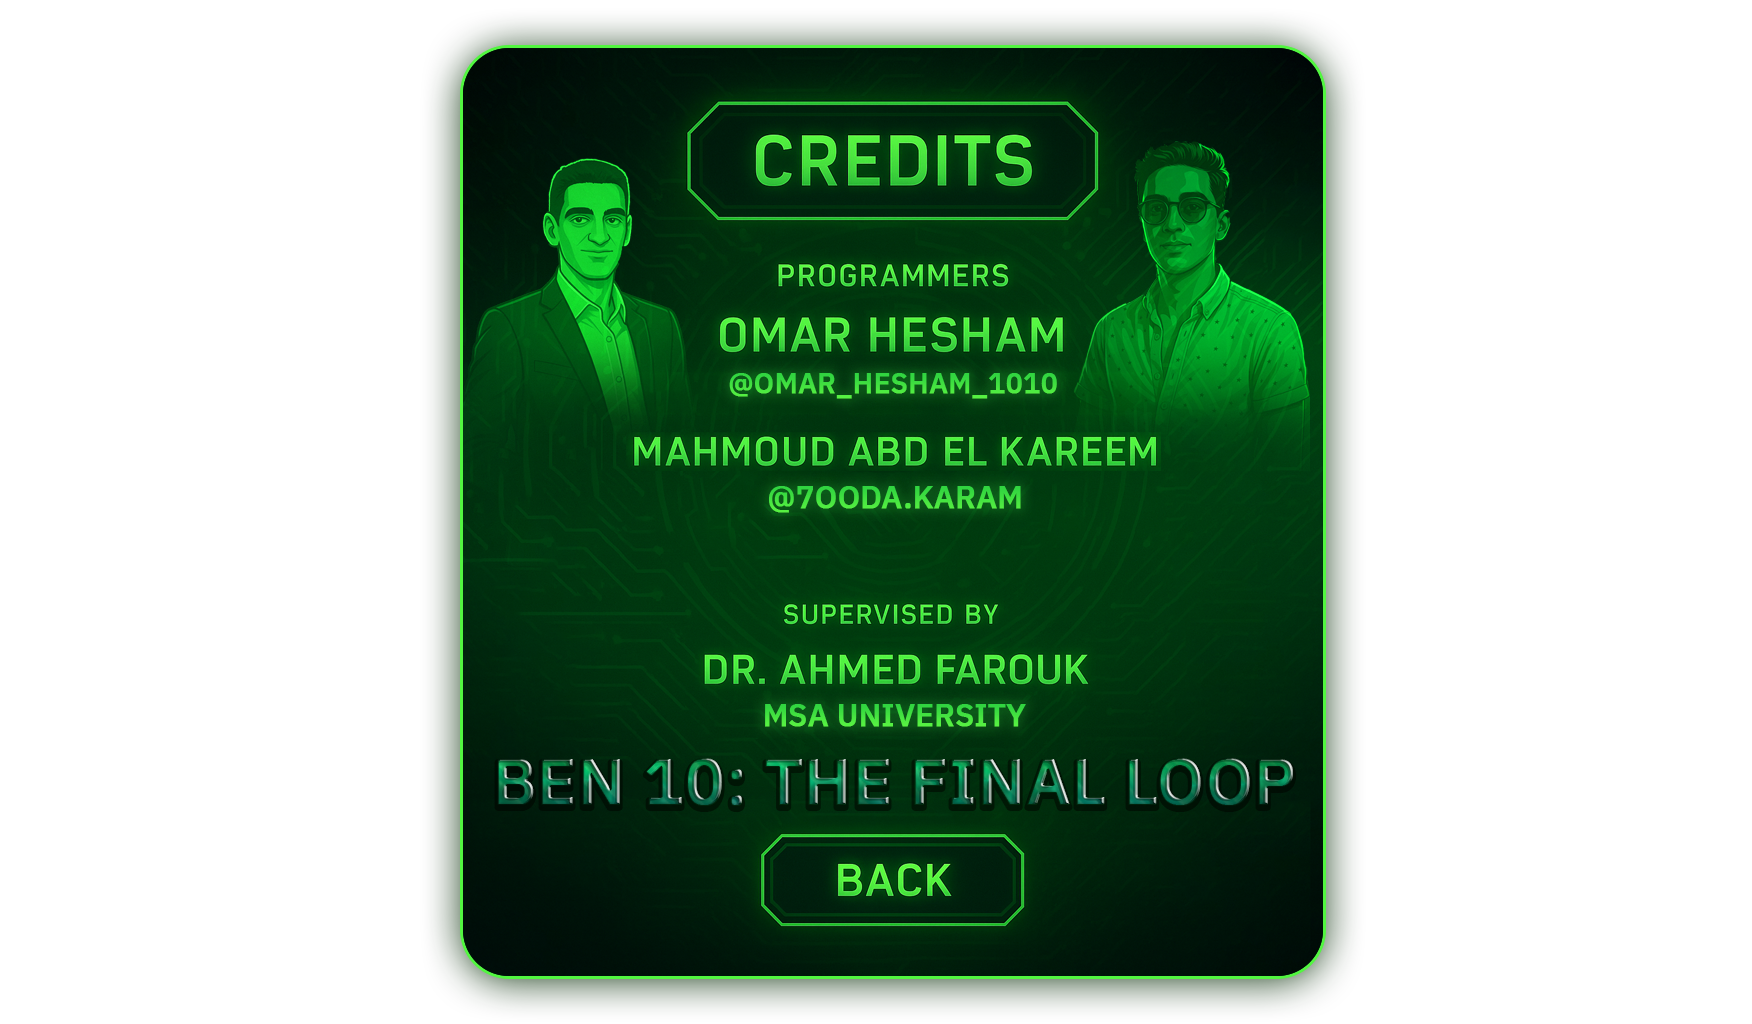 CREDITS
PROGRAMMERS
OMAR HESHAM
@OMAR_HESHAM_1010
MAHMOUD ABD EL KAREEM
@7OODA.KARAM
SUPERVISED BY
DR. AHMED FAROUK
MSA UNIVERSITY
BEN 10: THE FINAL LOOP
BACK